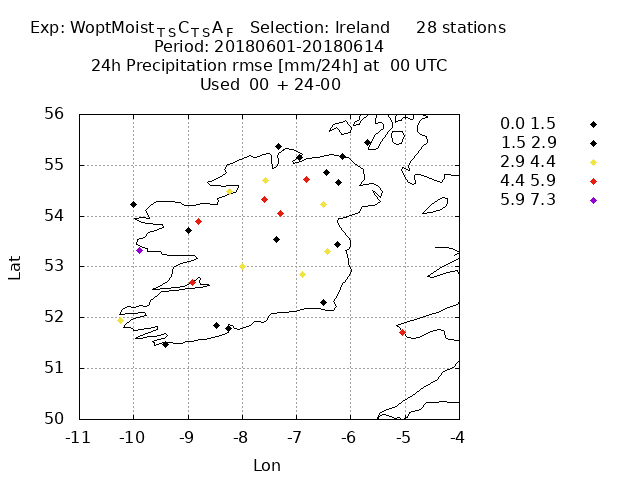 Exp: WoptMoist_TS C_TS A_F   Selection: Ireland     28 stations
Period: 20180601-20180614
24h Precipitation rmse [mm/24h] at  00 UTC
Used  00 + 24-00
0.0 1.5
1.5 2.9
2.9 4.4
4.4 5.9
5.9 7.3
56
55
54
53
52
51
50
Lat
-11 -10 -9 -8 -7 -6 -5 -4
Lon